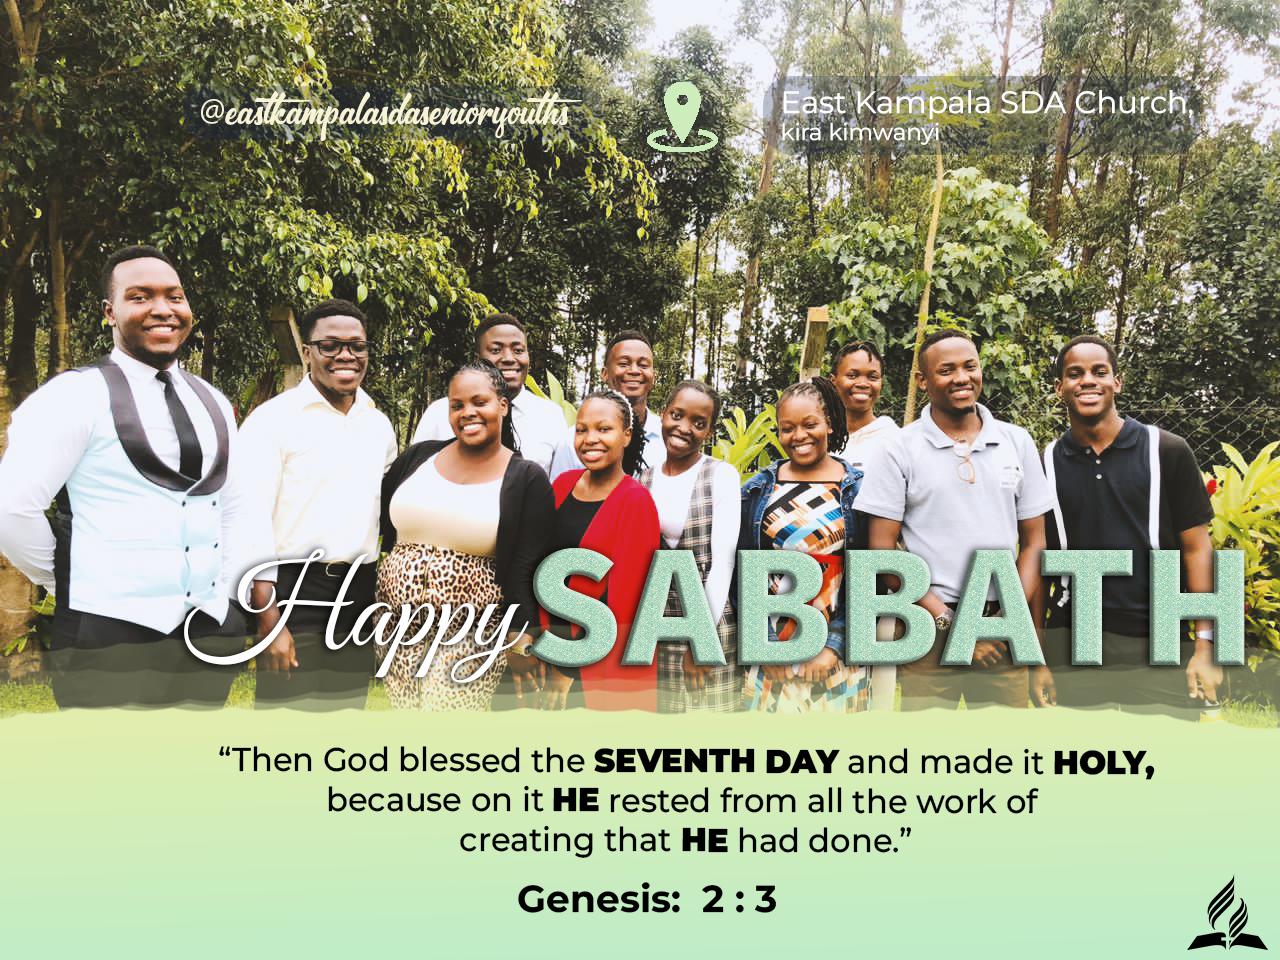 @eastkampalasdasenioryouths
East Kampala SDA Church,
kira kimwanyi
Happy SABBATH
“Then God blessed the SEVENTH DAY and made it HOLY,
because on it HE rested from all the work of
creating that HE had done.”
Genesis: 2 : 3